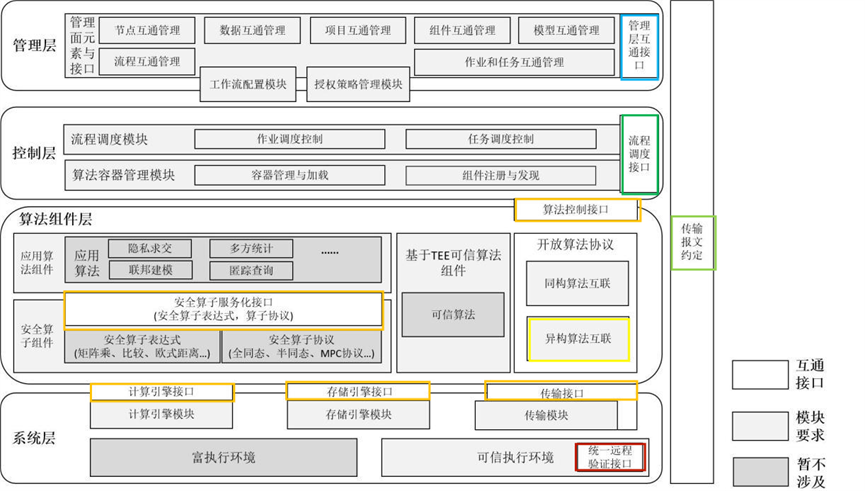 管理层
管理
面元
素与
接口
节点互通管理
数据互通管理
项目互通管理
组件互通管理
模型互通管理
流程互通管理
作业和任务互通管理
工作流配置模块
授权策略管理模块
管理
层互
通接
口
控制层
流程调度模块
作业调度控制
任务调度控制
算法容器管理模块
容器管理与加载
组件注册与发现
流程
调度
接口
传输
报文
约定
算法组件层
算法控制接口
应用算
法组件
应用
算法
隐私求交
多方统计
······
联邦建模
匿踪查询
安全算
子组件
安全算子服务化接口
(安全算子表达式，算子协议)
安全算子表达式
(矩阵乘、比较、欧式距离...)
安全算子协议
(全同态、半同态、MPC协议...)
基于TEE可信算法
组件
可信算法
开放算法协议
同构算法互联
异构算法互联
系统层
计算引擎接口
计算引擎模块
存储引擎接口
存储引擎模块
传输接口
传输模块
富执行环境
可信执行环境
统一远程
验证接口
互通
接口
模块
要求
暂不
涉及